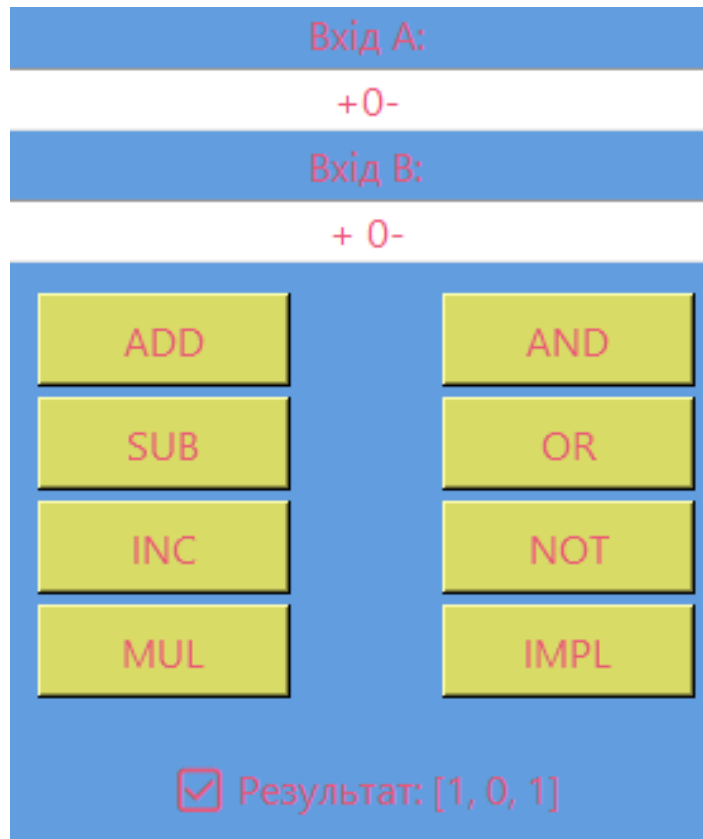 Вхід A:
+0-
Вхід B:
+ 0-
ADD AND
SUB OR
INC NOT
MUL IMPL
Результат: [1, 0, 1]